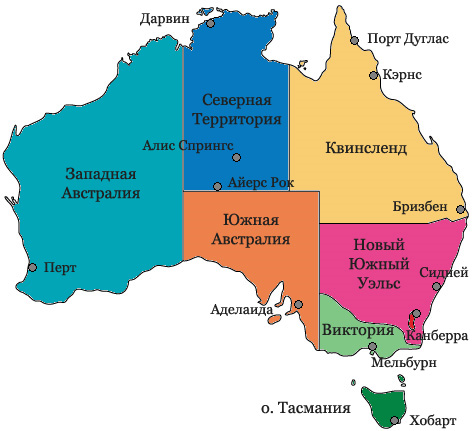 Дарвин
Порт Дуглас
Кэрнс
Северная
Территория
Алис Спрингс
Квинсленд
Западная
Австралия
Айерс Рок
Бризбен
Южная
Австралия
Новый
Южный
Уэльс
Сидней
Перт
Аделаида
Виктория
Канберра
Мельбурн
о. Тасмания
Хобарт